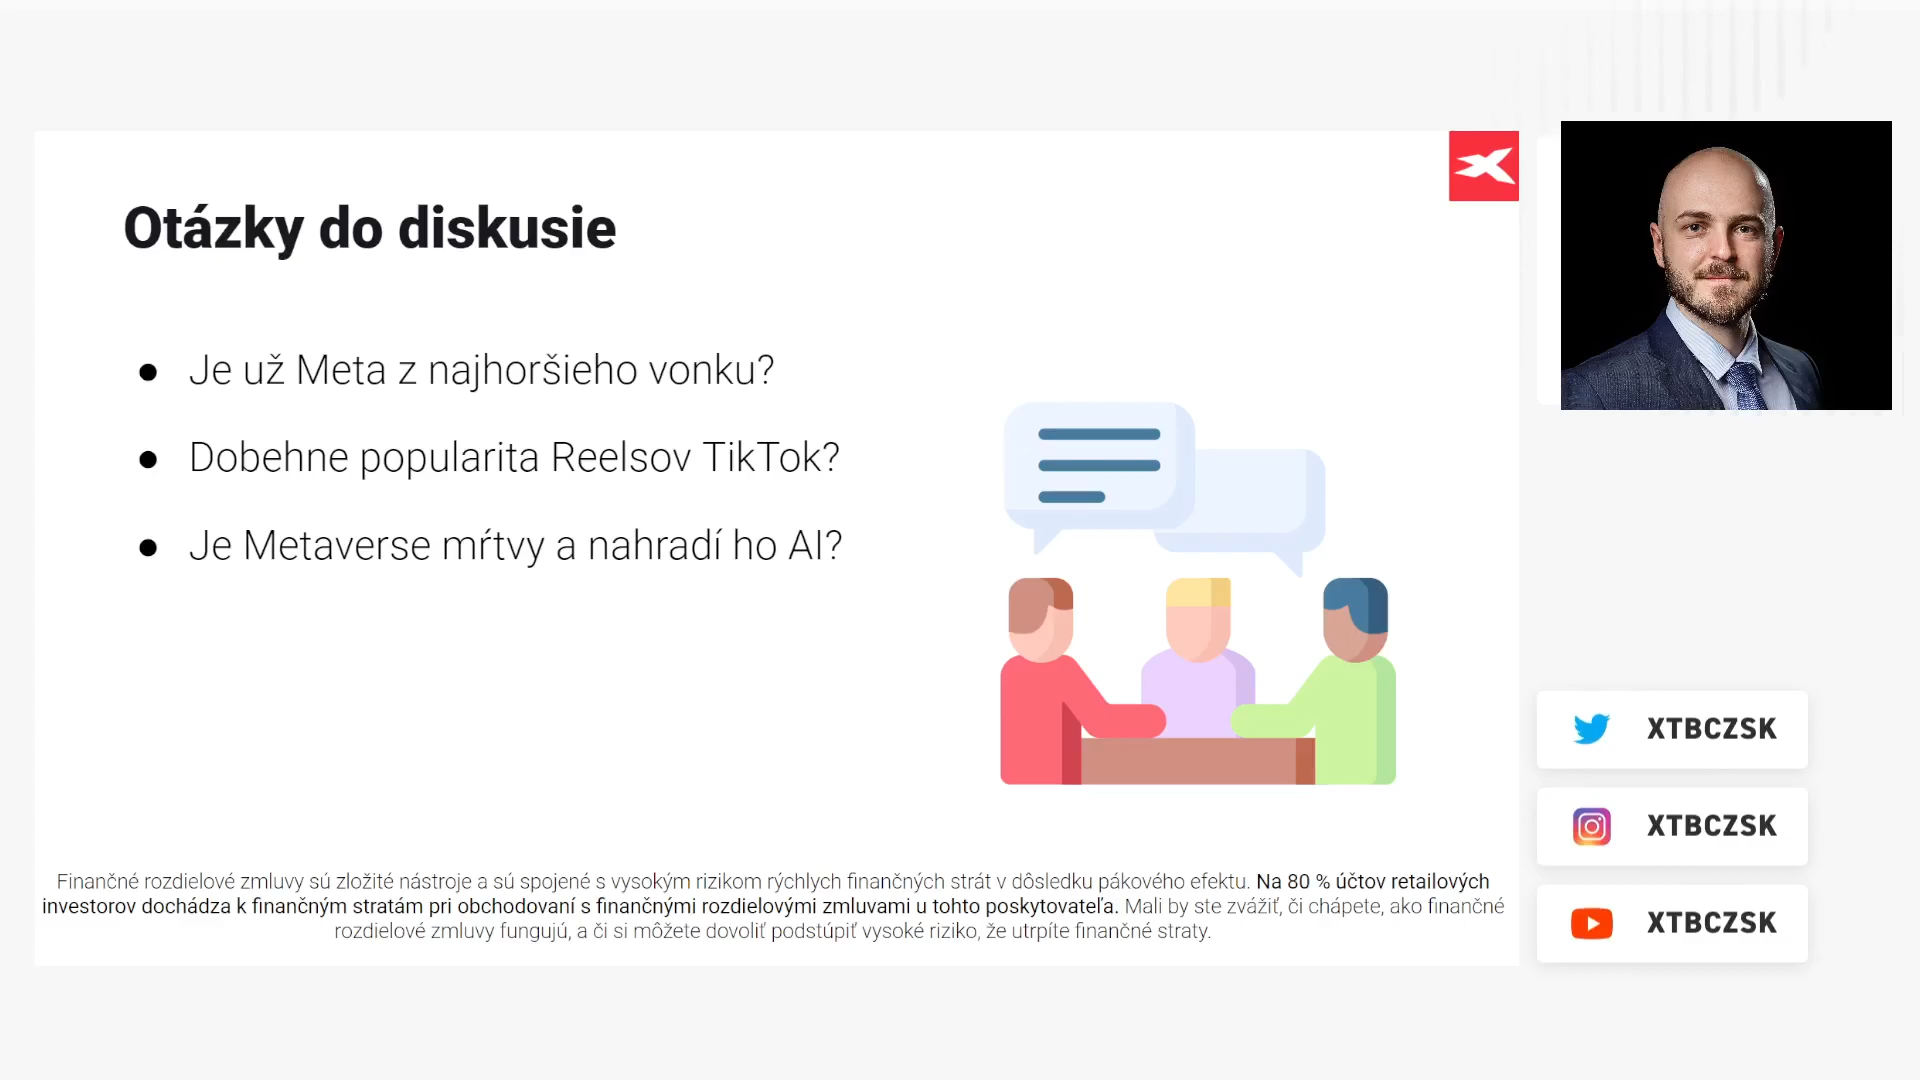 Otázky do diskusie
● Je už Meta z najhoršieho vonku?
● Dobehne popularita Reelsov TikTok?
● Je Metaverse mŕtvy a nahradí ho AI?
Finančné rozdielové zmluvy sú zložité nástroje a sú spojené s vysokým rizikom rýchlych finančných strát v dôsledku pákového efektu. Na 80 % účtov retailových
investorov dochádza k finančným stratám pri obchodovaní s finančnými rozdielovými zmluvami u tohto poskytovateľa. Mali by ste zvážiť, či chápete, ako finančné
rozdielové zmluvy fungujú, a či si môžete dovoliť podstúpiť vysoké riziko, že utrpíte finančné straty.
XTBCZSK
XTBCZSK
XTBCZSK